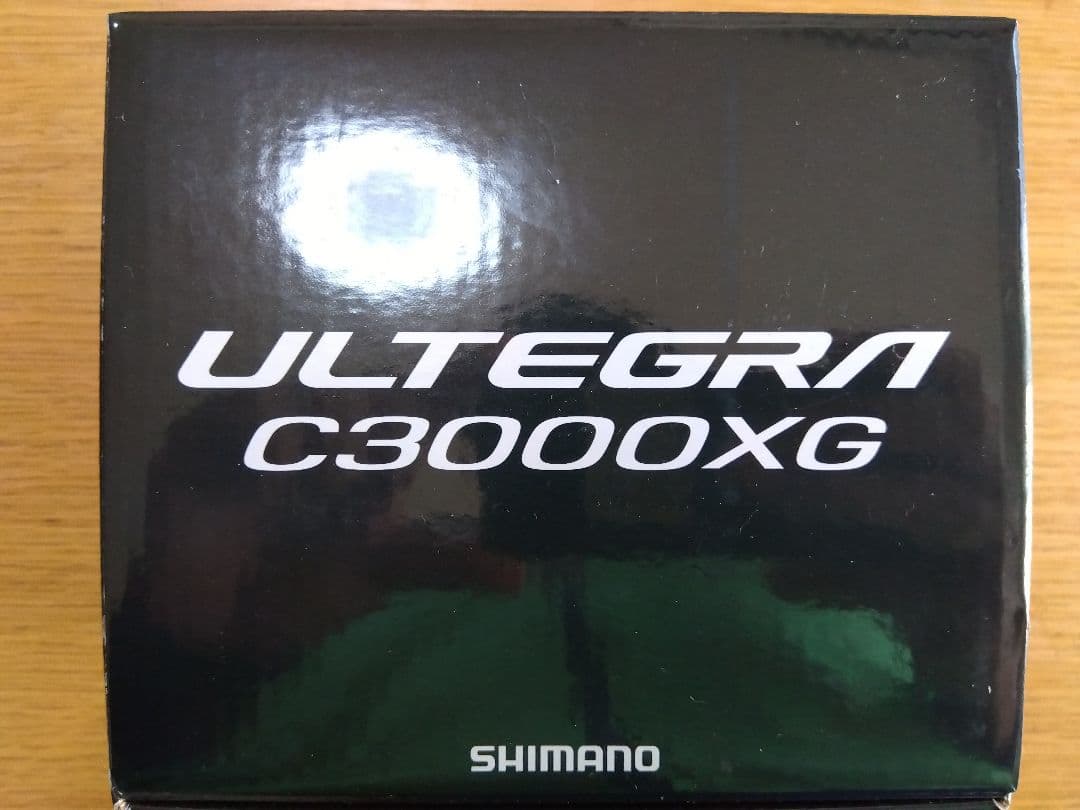 ULTEGRA
C3000XG
SHIMANO